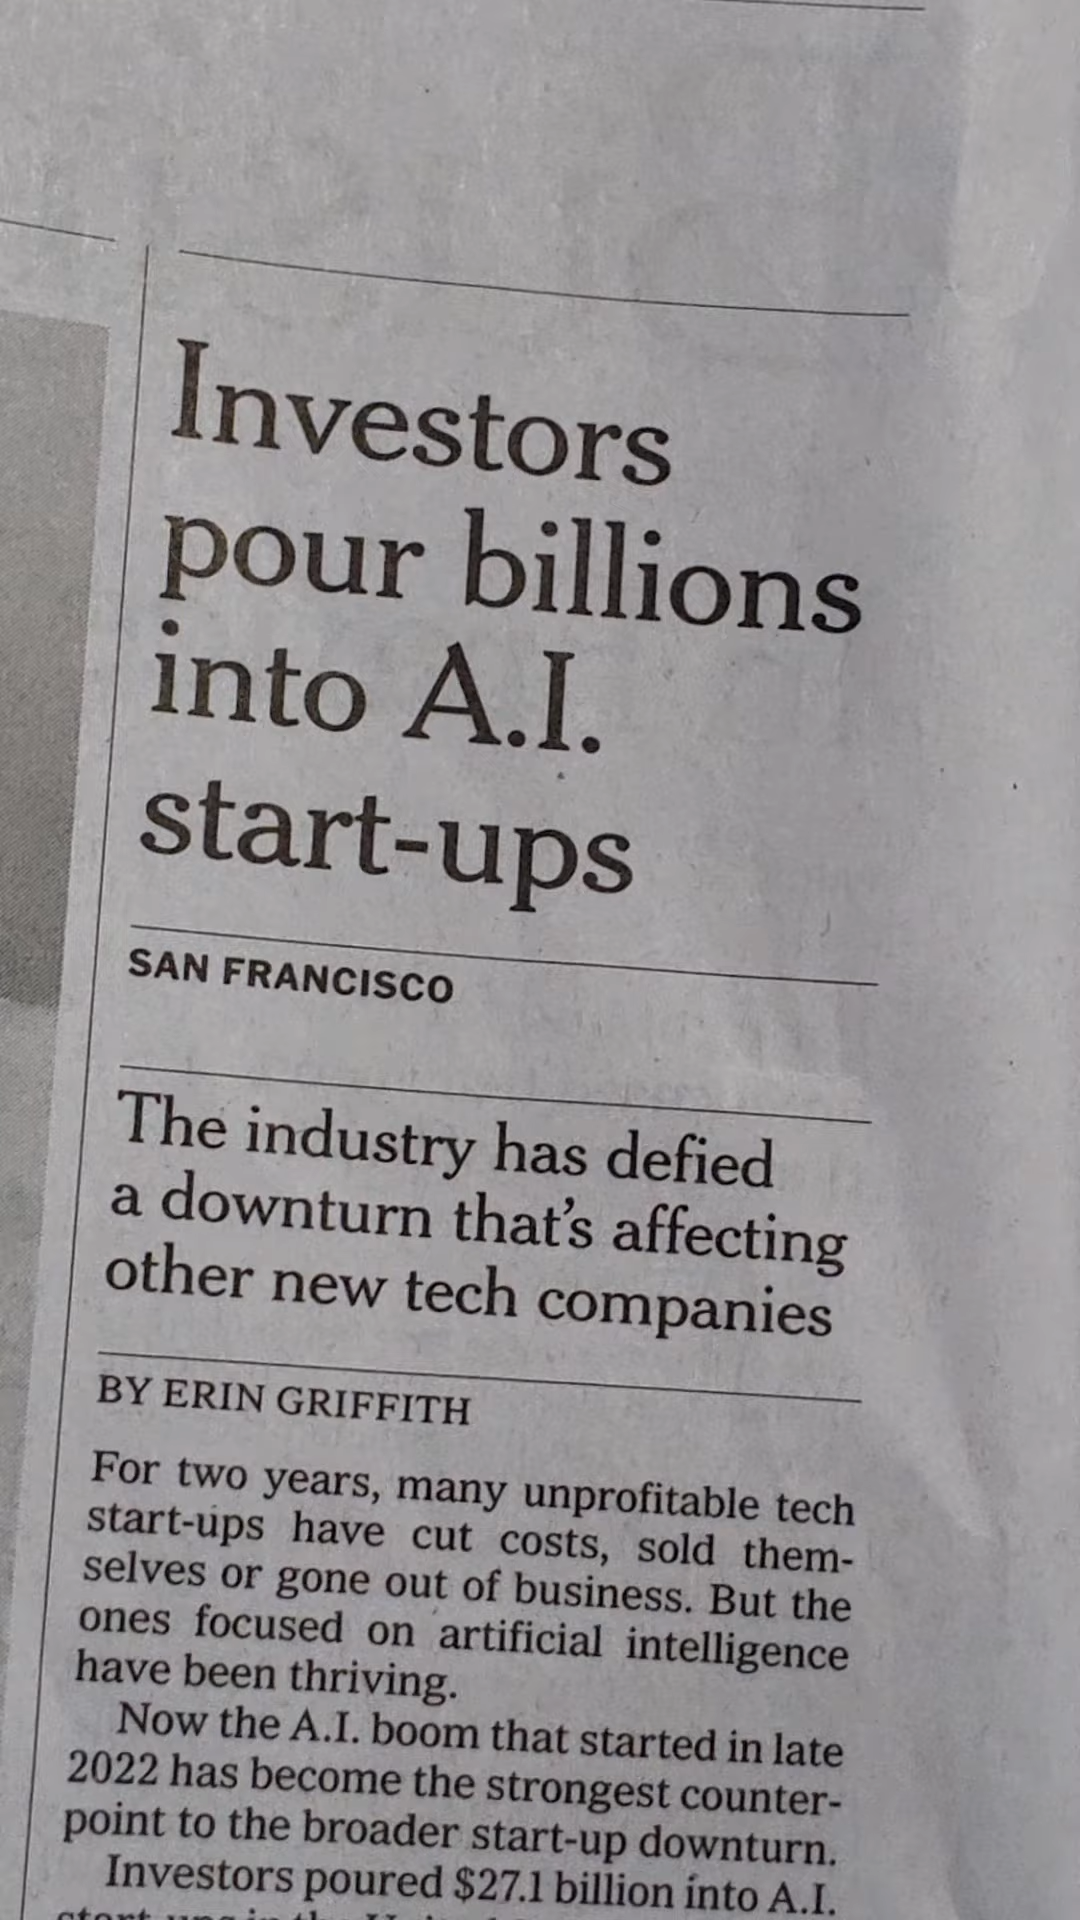 Investors
pour billions
into A.I.
start-ups
SAN FRANCISCO
The industry has defied
a downturn that's affecting
other new tech companies
BY ERIN GRIFFITH
For two years, many unprofitable tech
start-ups have cut costs, sold them-
selves or gone out of business. But the
ones focused on artificial intelligence
have been thriving.
Now the A.I. boom that started in late
2022 has become the strongest counter-
point to the broader start-up downturn.
Investors poured $27.1 billion into A.I.
start-ups in the